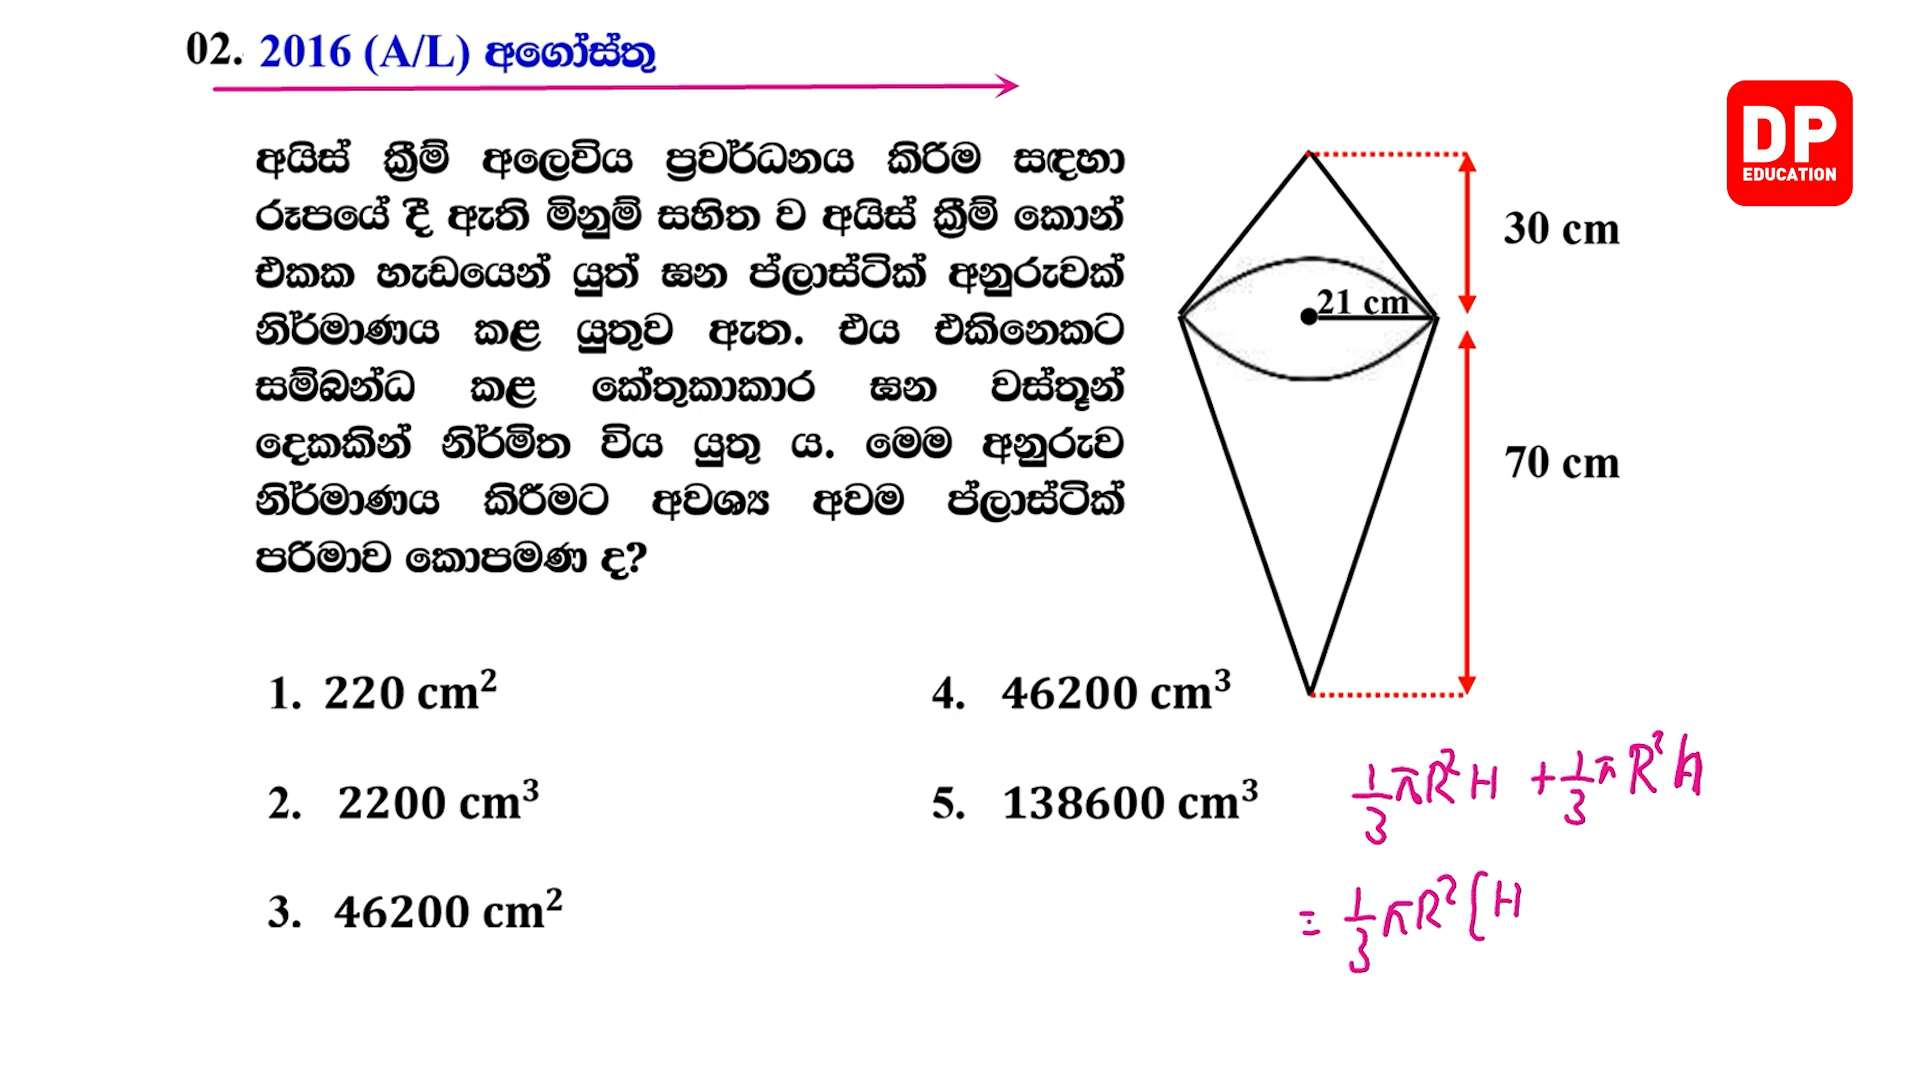 02. 2016 (A/L) අගෝස්තු
DP
EDUCATION
අයිස් ක්‍රීම් අලෙවිය ප්‍රවර්ධනය කිරීම සඳහා
රූපයේ දී ඇති මිනුම් සහිත ව අයිස් ක්‍රීම් කොන්
එකක හැඩයෙන් යුත් ඝන ප්ලාස්ටික් අනුරුවක්
නිර්මාණය කළ යුතුව ඇත. එය එකිනෙකට
සම්බන්ධ කළ කේතුකාකාර ඝන වස්තූන්
දෙකකින් නිර්මිත විය යුතු ය. මෙම අනුරුව
නිර්මාණය කිරීමට අවශ්‍ය අවම ප්ලාස්ටික්
පරිමාව කොපමණ ද?
30 cm
21 cm
70 cm
1. 220 cm²
2. 2200 cm³
3. 46200 cm²
4. 46200 cm³
5. 138600 cm³
1/3 πR²H + 1/3 πR²H
= 1/3 πR² [H